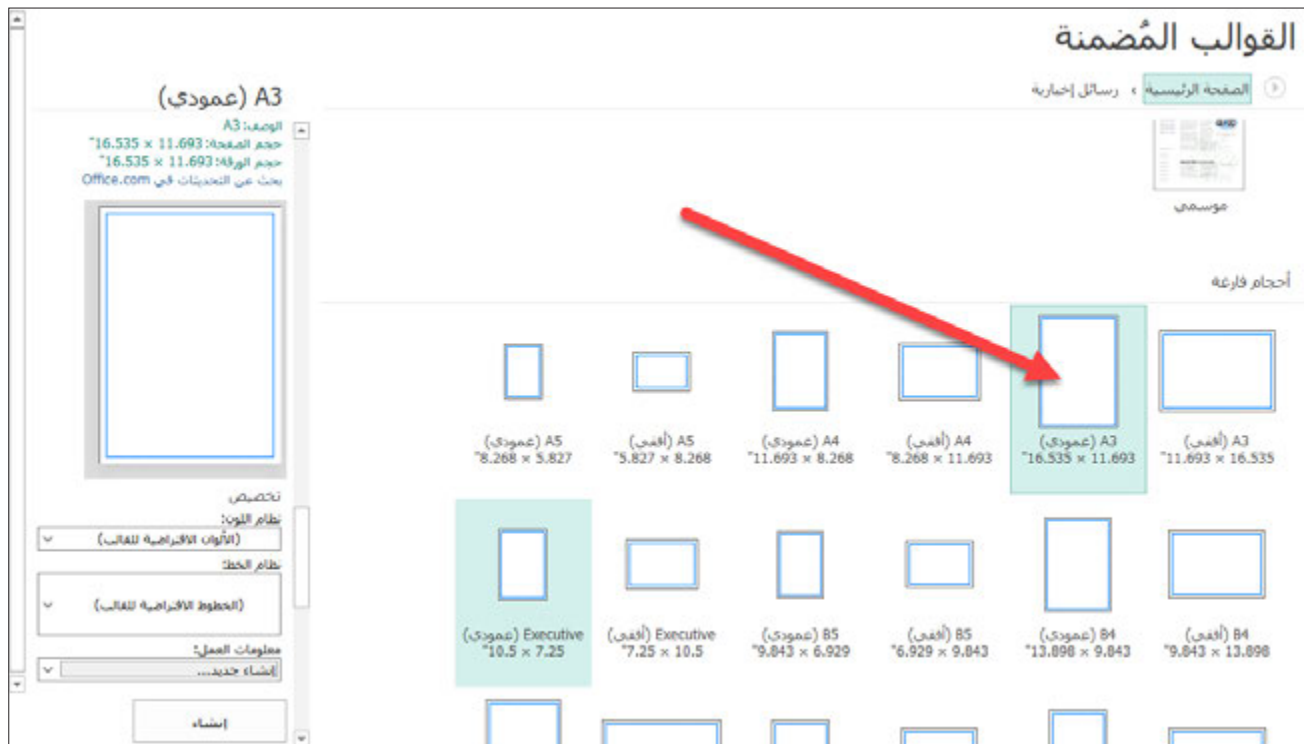 القوالب المُضمنة
الصفحة الرئيسية › رسائل إخبارية
موسمي
أحجام فارغة
A3 (أفقي)
11.693 × 16.535"
A3 (عمودي)
16.535 × 11.693"
A4 (أفقي)
8.268 × 11.693"
A4 (عمودي)
11.693 × 8.268"
A5 (أفقي)
5.827 × 8.268"
A5 (عمودي)
8.268 × 5.827"
B4 (أفقي)
9.843 × 13.898"
B4 (عمودي)
13.898 × 9.843"
B5 (أفقي)
6.929 × 9.843"
B5 (عمودي)
9.843 × 6.929"
Executive (أفقي)
7.25 × 10.5"
Executive (عمودي)
10.5 × 7.25"
A3 (عمودي)
الوصف: A3
حجم الصفحة: 11.693 × 16.535"
حجم الورقة: 11.693 × 16.535"
بحث عن التحديثات في Office.com
تخصيص
نظام اللون:
(الألوان الافتراضية للقالب)
نظام الخط:
(الخطوط الافتراضية للقالب)
معلومات العمل:
إنشاء جديد...
إنشاء